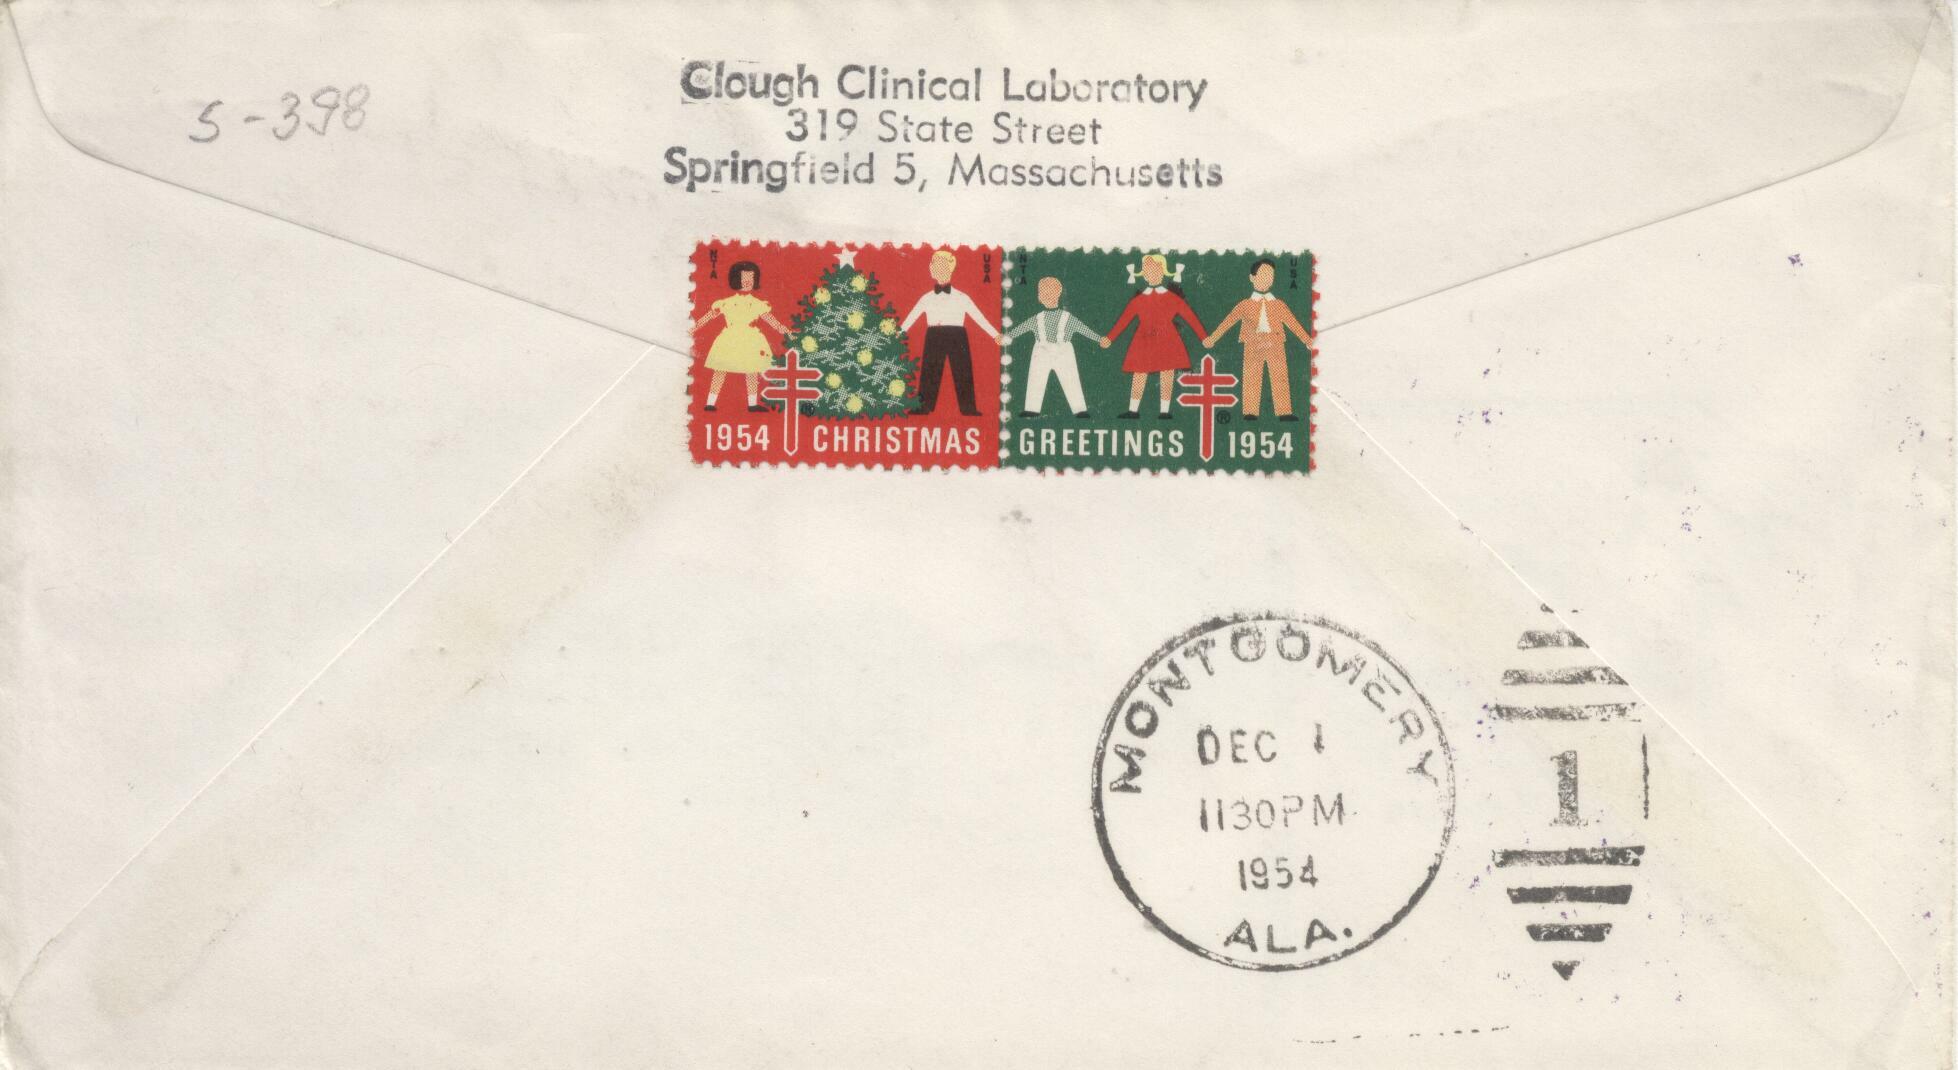 Clough Clinical Laboratory
319 State Street
Springfield 5, Massachusetts
S-398
NTA
USA
1954 CHRISTMAS
NTA
USA
GREETINGS 1954
®
®
MONTGOMERY
DEC 1
1130PM
1954
ALA.
1